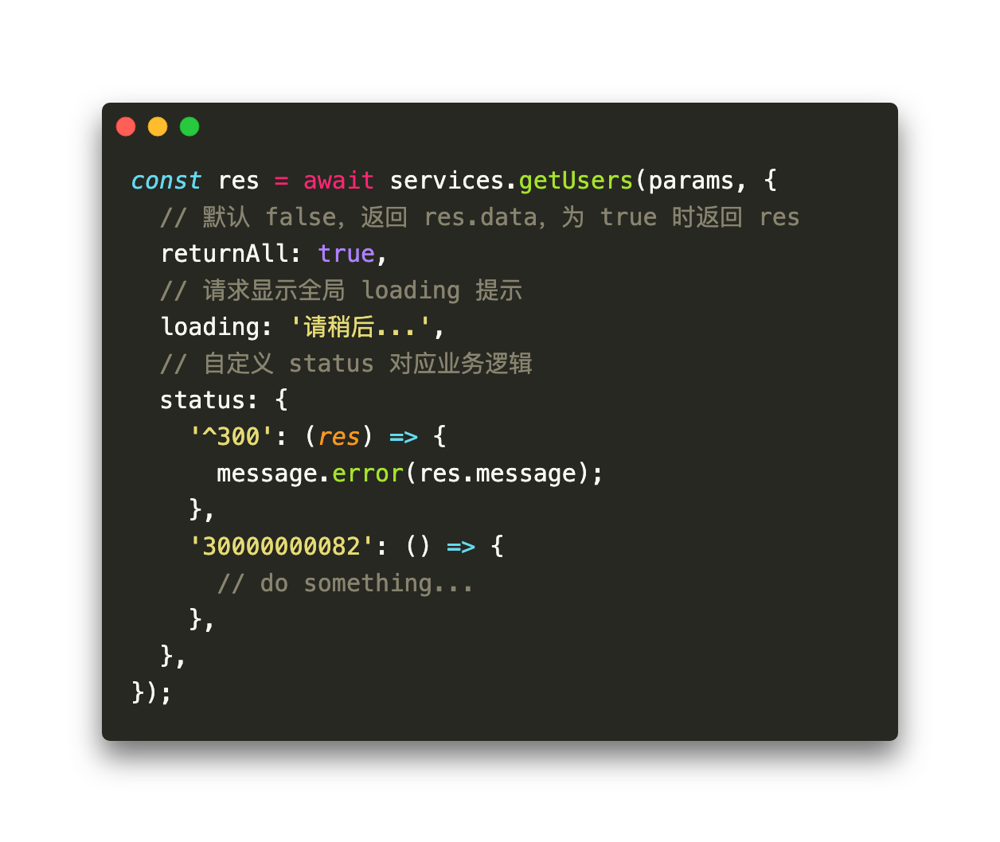 const res = await services.getUsers(params, {
  // 默认 false，返回 res.data，为 true 时返回 res
  returnAll: true,
  // 请求显示全局 loading 提示
  loading: '请稍后...',
  // 自定义 status 对应业务逻辑
  status: {
    '^300': (res) => {
      message.error(res.message);
    },
    '30000000082': () => {
      // do something...
    },
  },
});